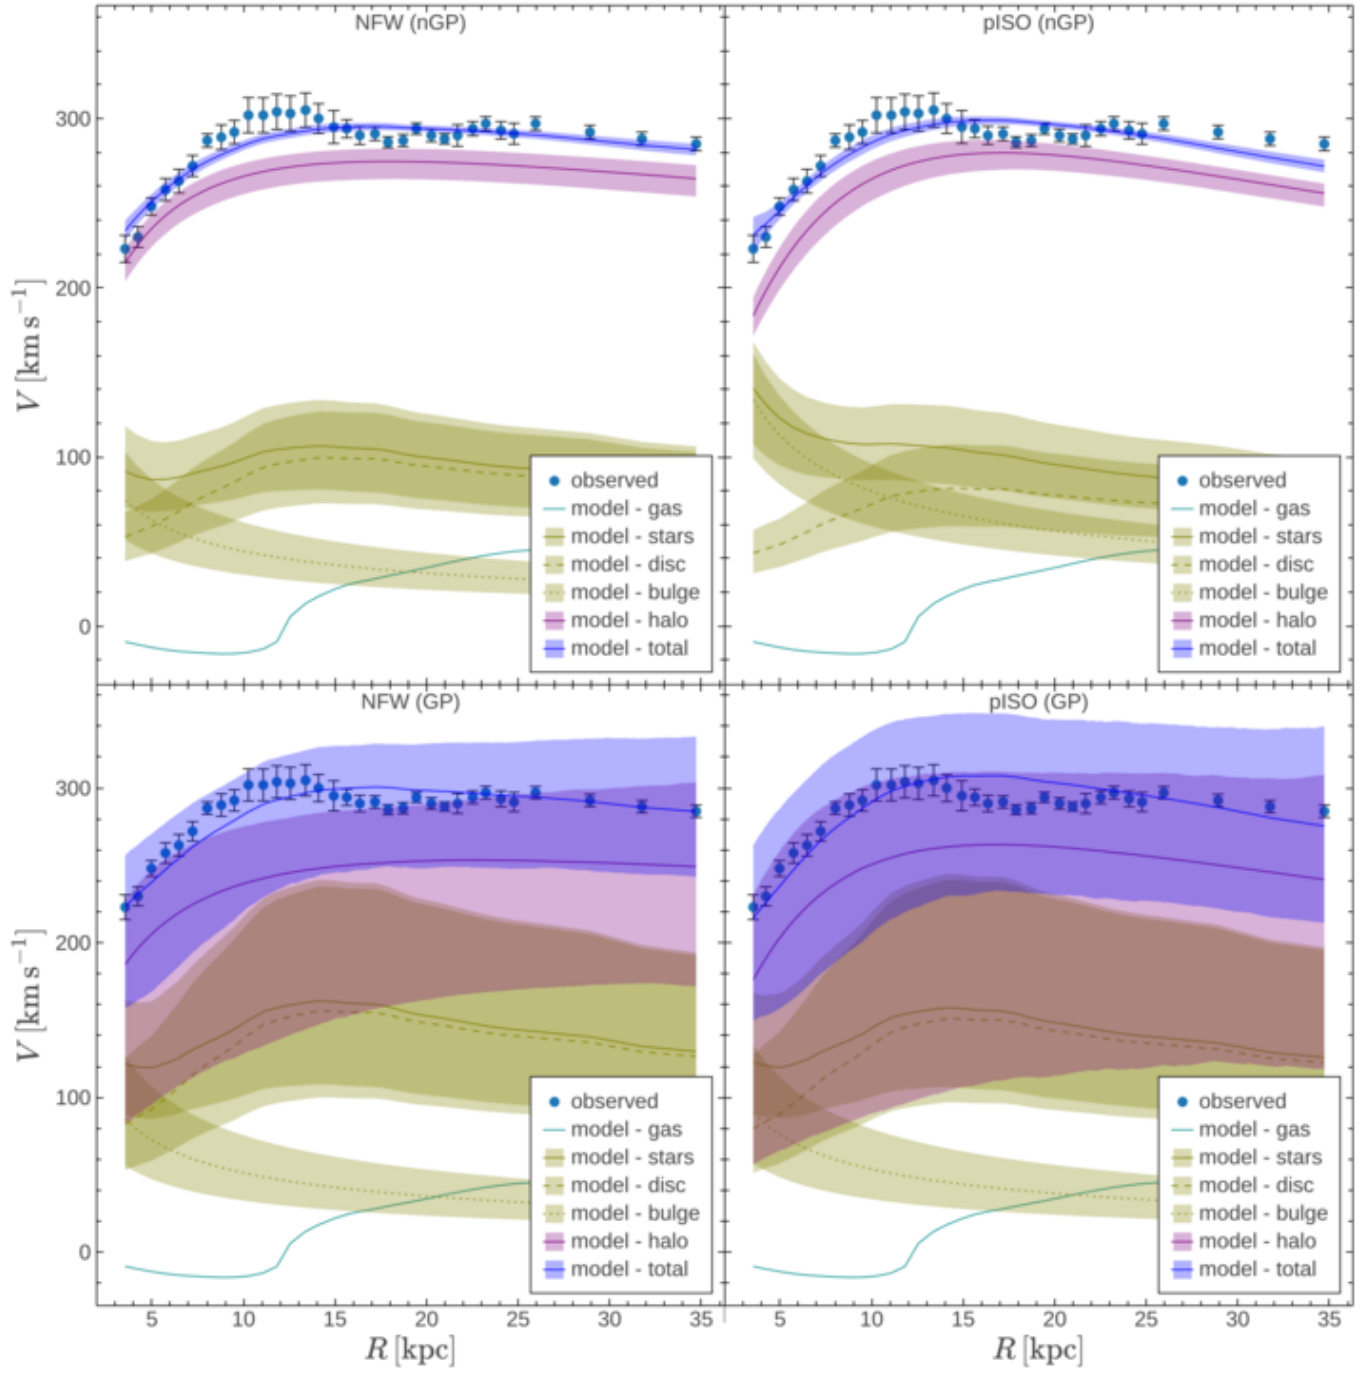 NFW (nGP)
pISO (nGP)
300
200
100
0
V [km s⁻¹]
observed
model - gas
model - stars
model - disc
model - bulge
model - halo
model - total
observed
model - gas
model - stars
model - disc
model - bulge
model - halo
model - total
NFW (GP)
pISO (GP)
300
200
100
0
V [km s⁻¹]
observed
model - gas
model - stars
model - disc
model - bulge
model - halo
model - total
observed
model - gas
model - stars
model - disc
model - bulge
model - halo
model - total
5 10 15 20 25 30 35
5 10 15 20 25 30 35
R [kpc]
R [kpc]